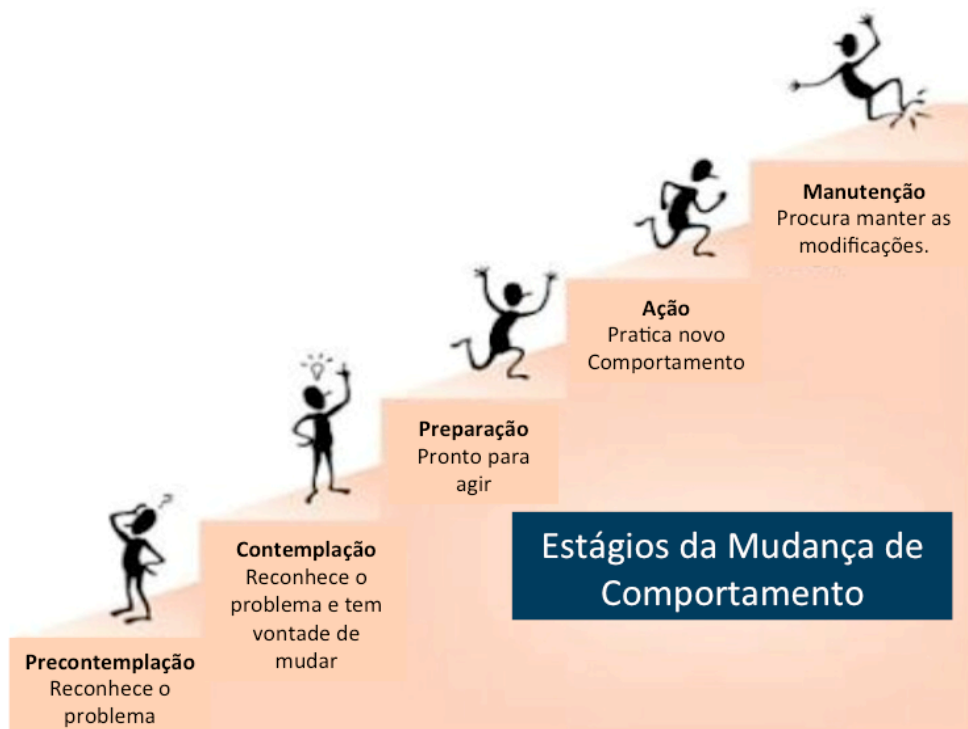 Manutenção
Procura manter as
modificações.
Ação
Pratica novo
Comportamento
Preparação
Pronto para
agir
Estágios da Mudança de
Comportamento
Contemplação
Reconhece o
problema e tem
vontade de
mudar
Precontemplação
Reconhece o
problema